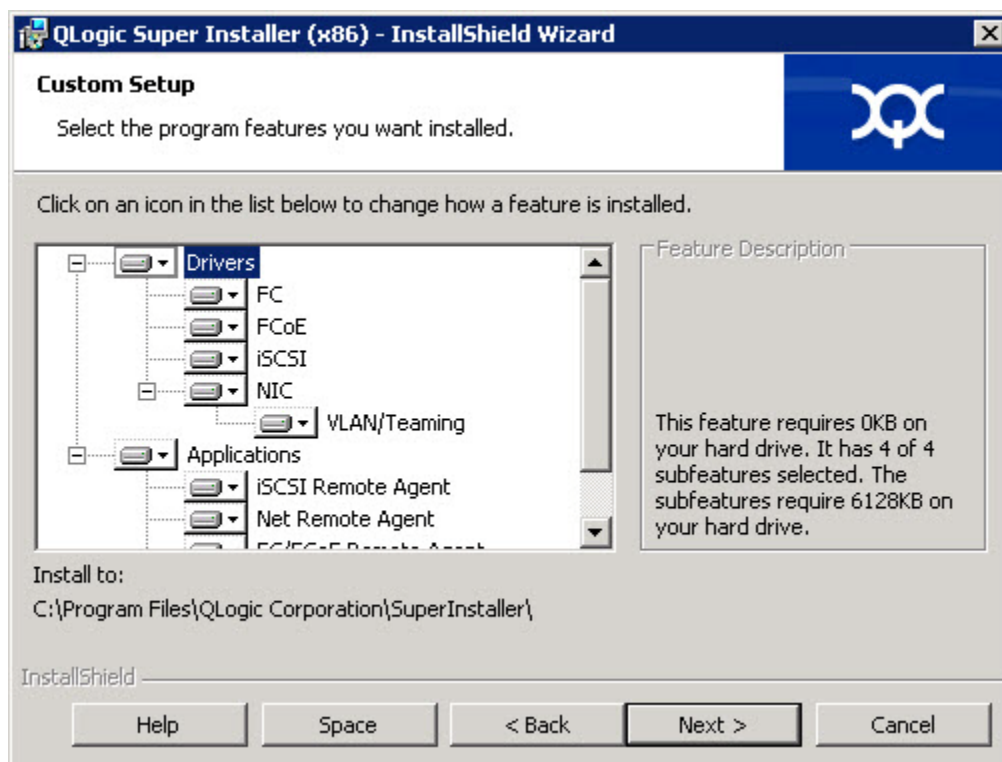 QLogic Super Installer (x86) - InstallShield Wizard
Custom Setup
Select the program features you want installed.
Click on an icon in the list below to change how a feature is installed.
Drivers
FC
FCoE
iSCSI
NIC
VLAN/Teaming
Applications
iSCSI Remote Agent
Net Remote Agent
FC/FCoE Remote Agent
Feature Description
This feature requires 0KB on
your hard drive. It has 4 of 4
subfeatures selected. The
subfeatures require 6128KB on
your hard drive.
Install to:
C:\Program Files\QLogic Corporation\SuperInstaller\
InstallShield
Help
Space
< Back
Next >
Cancel